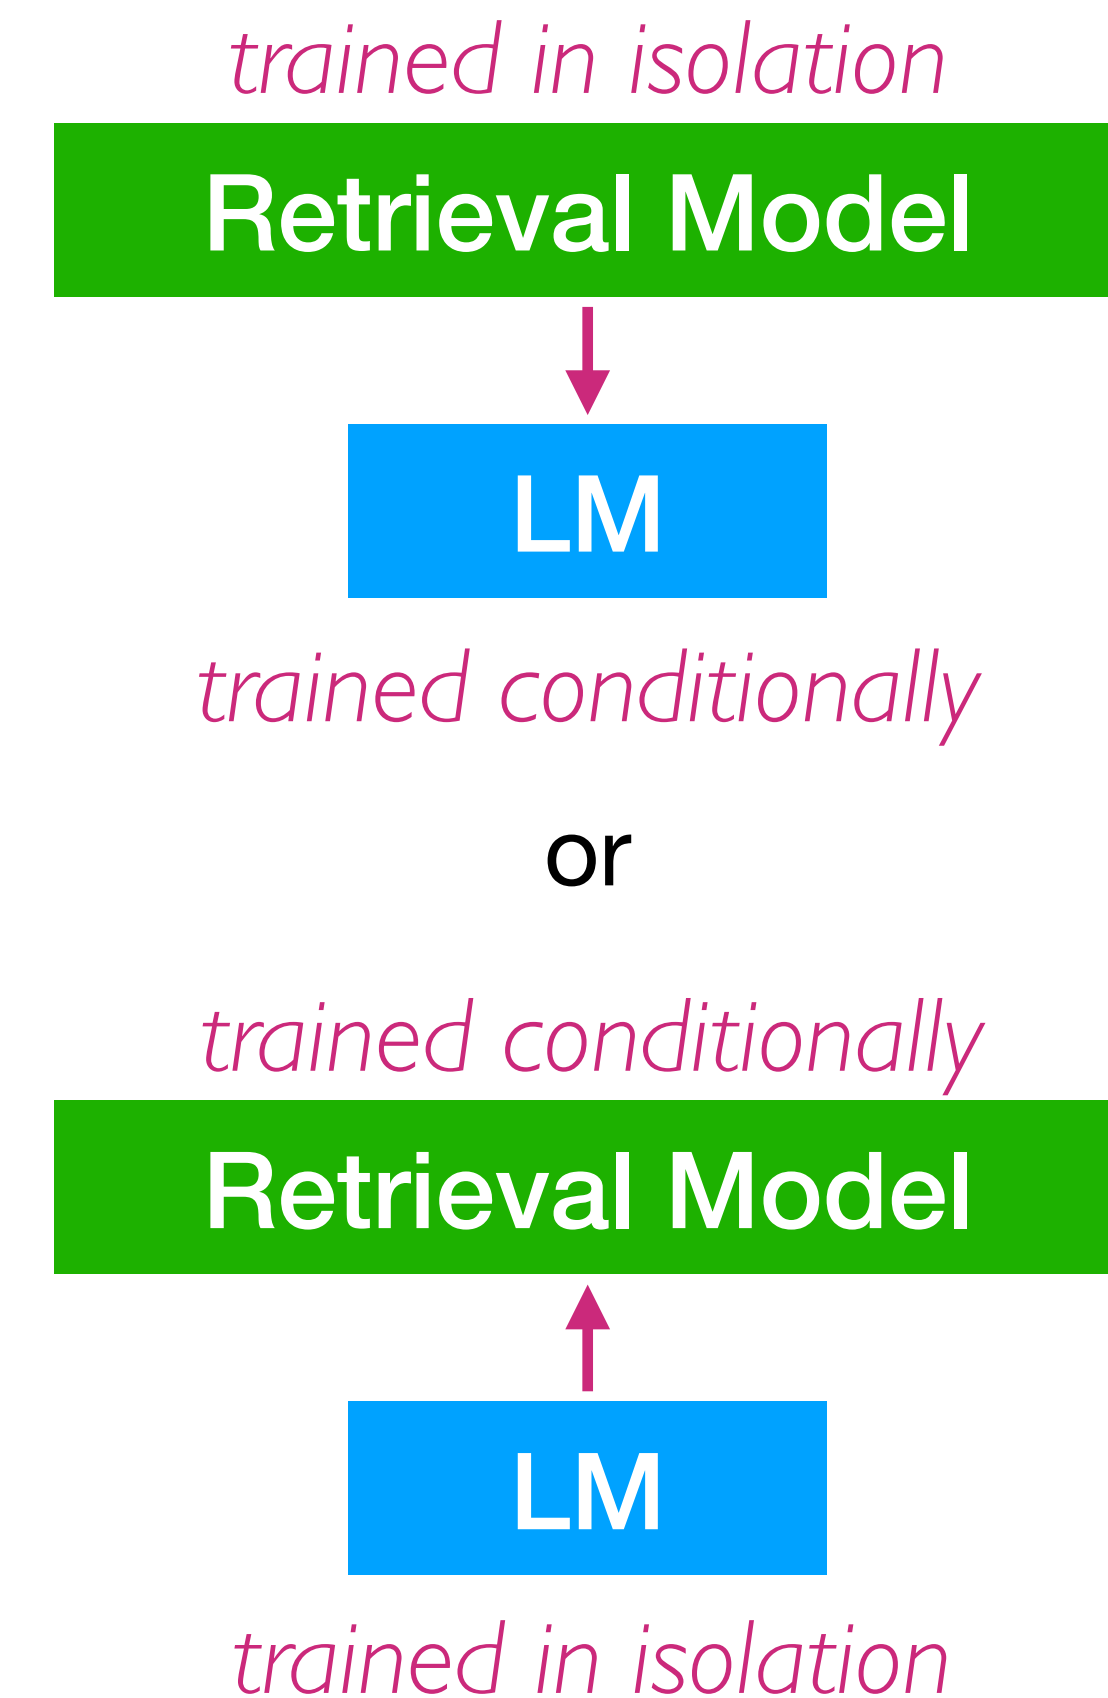 trained in isolation
Retrieval Model
LM
trained conditionally
or
trained conditionally
Retrieval Model
LM
trained in isolation